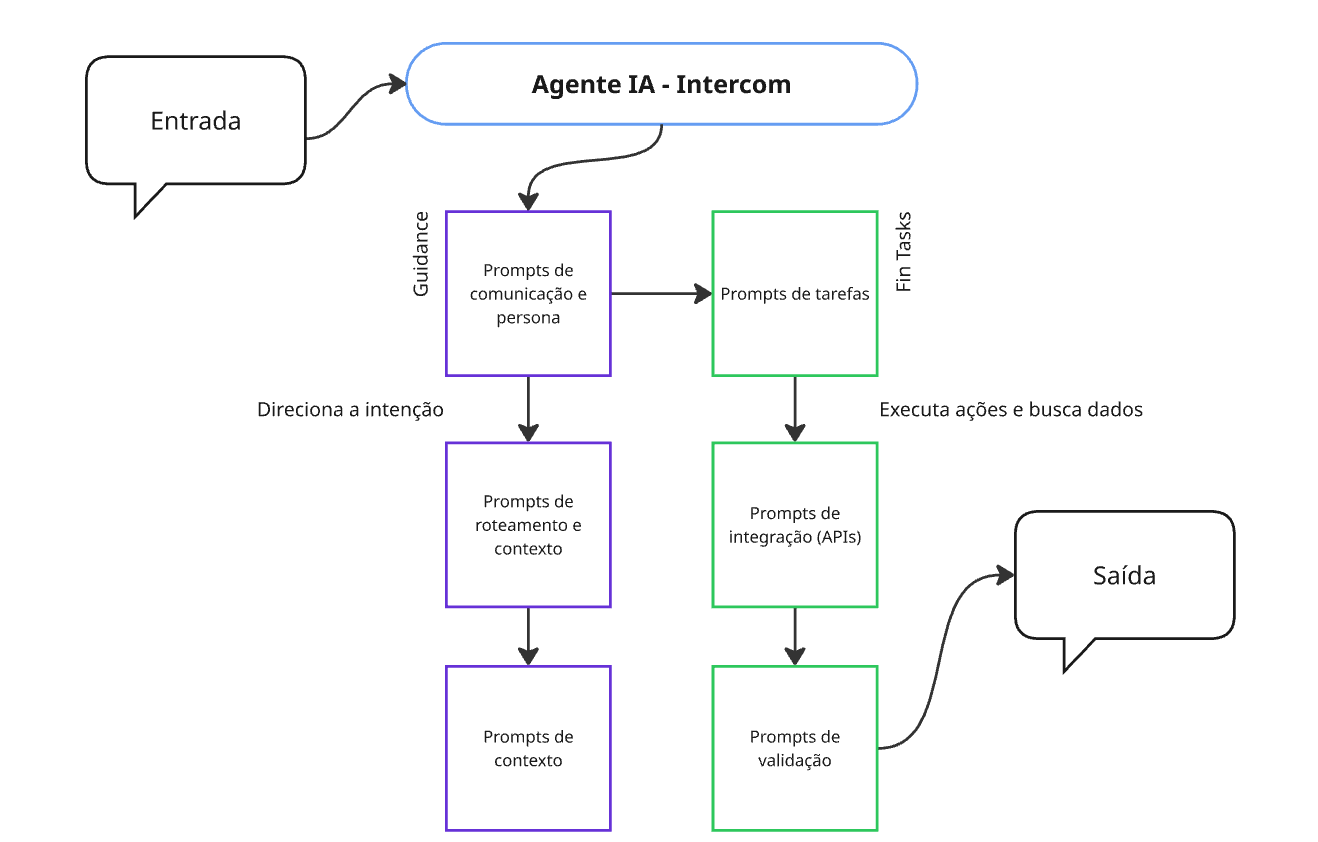 Entrada
Agente IA - Intercom
Guidance
Prompts de
comunicação e
persona
Prompts de tarefas
Fin Tasks
Direciona a intenção
Executa ações e busca dados
Prompts de
roteamento e
contexto
Prompts de
integração (APIs)
Saída
Prompts de
contexto
Prompts de
validação